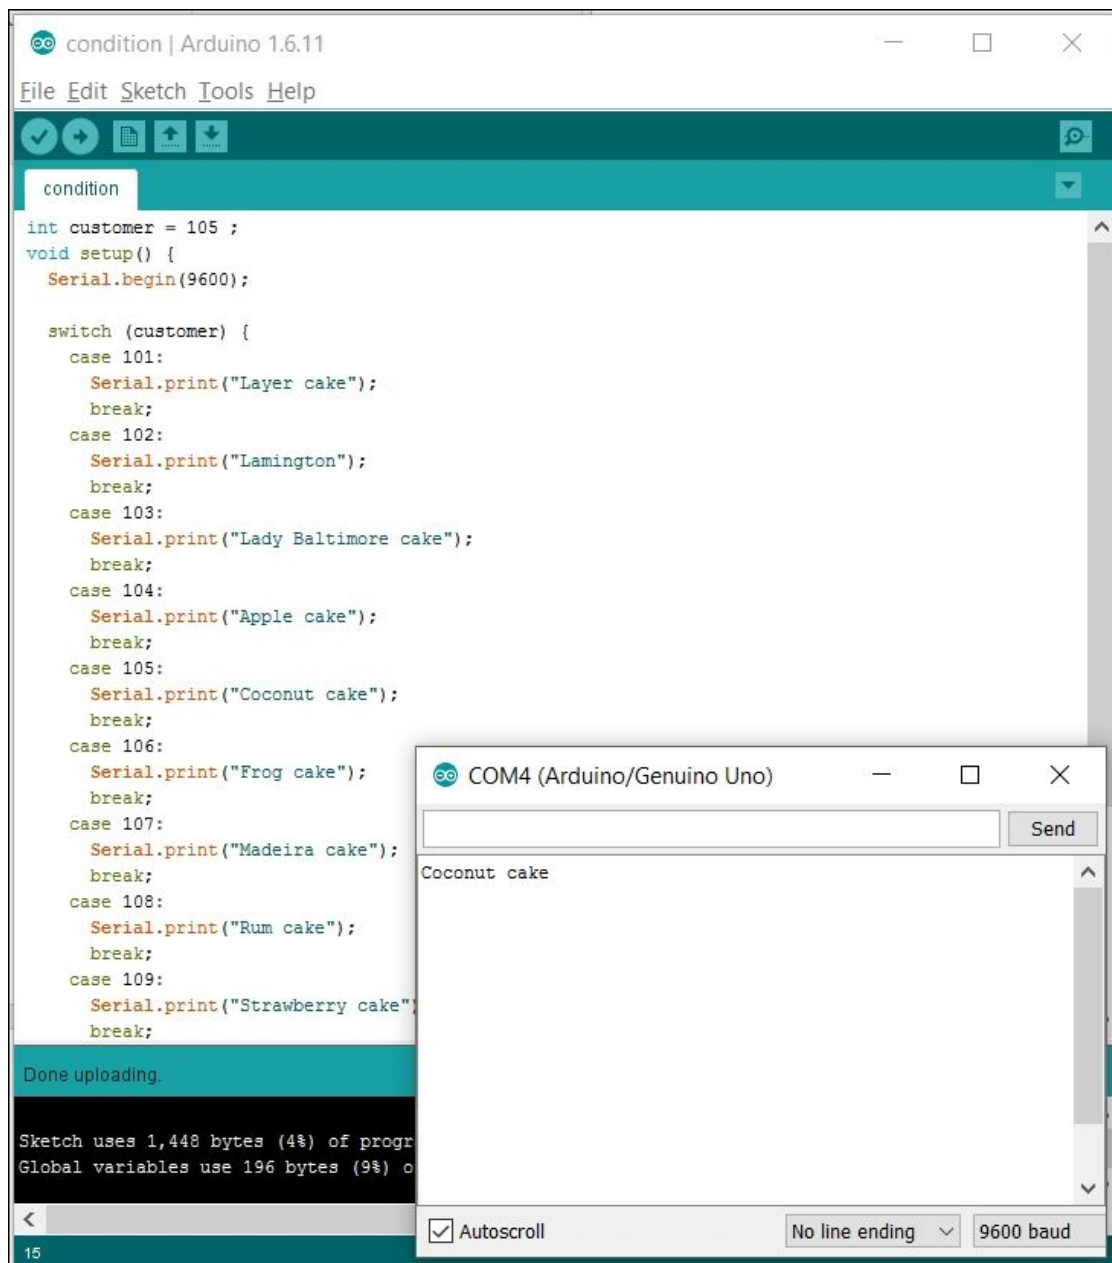 condition | Arduino 1.6.11
File Edit Sketch Tools Help
condition
int customer = 105 ;
void setup() {
  Serial.begin(9600);
  switch (customer) {
    case 101:
      Serial.print("Layer cake");
      break;
    case 102:
      Serial.print("Lamington");
      break;
    case 103:
      Serial.print("Lady Baltimore cake");
      break;
    case 104:
      Serial.print("Apple cake");
      break;
    case 105:
      Serial.print("Coconut cake");
      break;
    case 106:
      Serial.print("Frog cake");
      break;
    case 107:
      Serial.print("Madeira cake");
      break;
    case 108:
      Serial.print("Rum cake");
      break;
    case 109:
      Serial.print("Strawberry cake")
      break;
Done uploading.
Sketch uses 1,448 bytes (4%) of progr
Global variables use 196 bytes (9%) o
15
COM4 (Arduino/Genuino Uno)
Send
Coconut cake
Autoscroll
No line ending
9600 baud